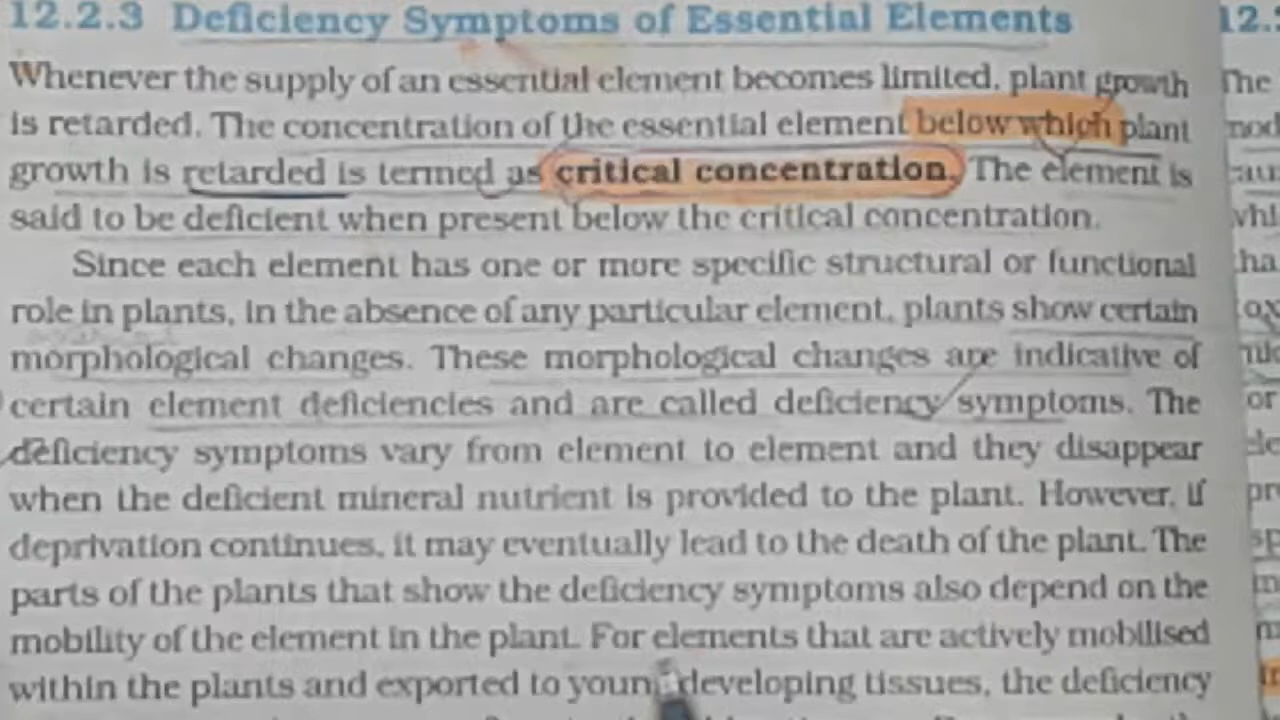 12.2.3 Deficiency Symptoms of Essential Elements
Whenever the supply of an essential element becomes limited, plant growth
is retarded. The concentration of the essential element below which plant
growth is retarded is termed as critical concentration. The element is
said to be deficient when present below the critical concentration.
Since each element has one or more specific structural or functional
role in plants, in the absence of any particular element, plants show certain
morphological changes. These morphological changes are indicative of
certain element deficiencies and are called deficiency symptoms. The
deficiency symptoms vary from element to element and they disappear
when the deficient mineral nutrient is provided to the plant. However, if
deprivation continues, it may eventually lead to the death of the plant. The
parts of the plants that show the deficiency symptoms also depend on the
mobility of the element in the plant. For elements that are actively mobilised
within the plants and exported to young developing tissues, the deficiency
12.
The
or